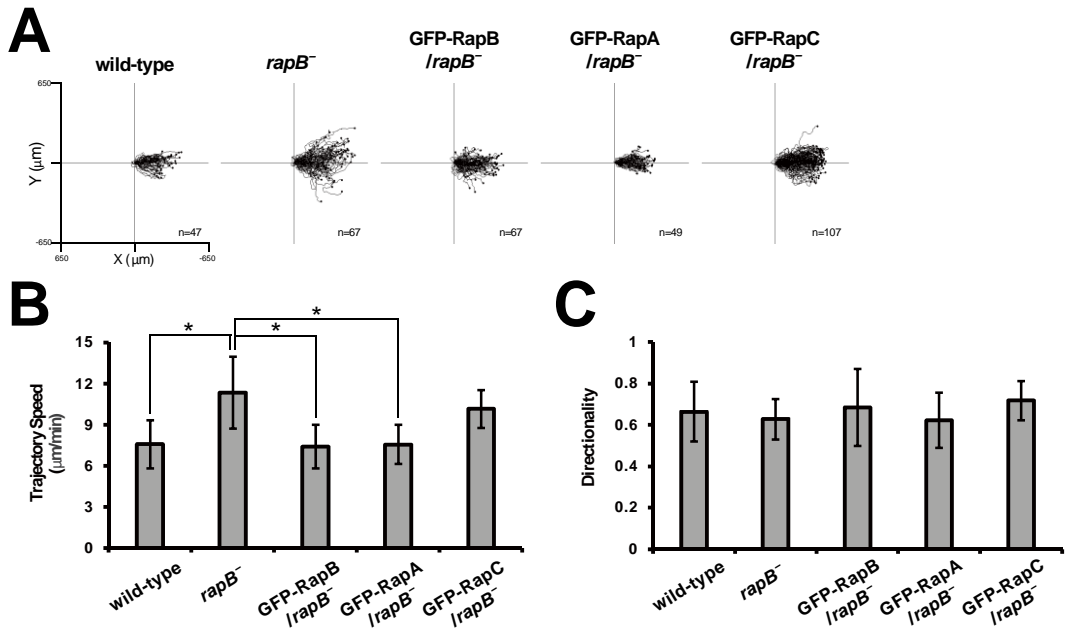 A
wild-type
rapB–
GFP-RapB
/rapB–
GFP-RapA
/rapB–
GFP-RapC
/rapB–
650
Y (μm)
-650
650
X (μm)
-650
n=47
n=67
n=67
n=49
n=107
B
*
*
*
15
12
9
6
3
0
Trajectory Speed
(μm/min)
wild-type
rapB–
GFP-RapB
/rapB–
GFP-RapA
/rapB–
GFP-RapC
/rapB–
C
1
0.8
0.6
0.4
0.2
0
Directionality
wild-type
rapB–
GFP-RapB
/rapB–
GFP-RapA
/rapB–
GFP-RapC
/rapB–